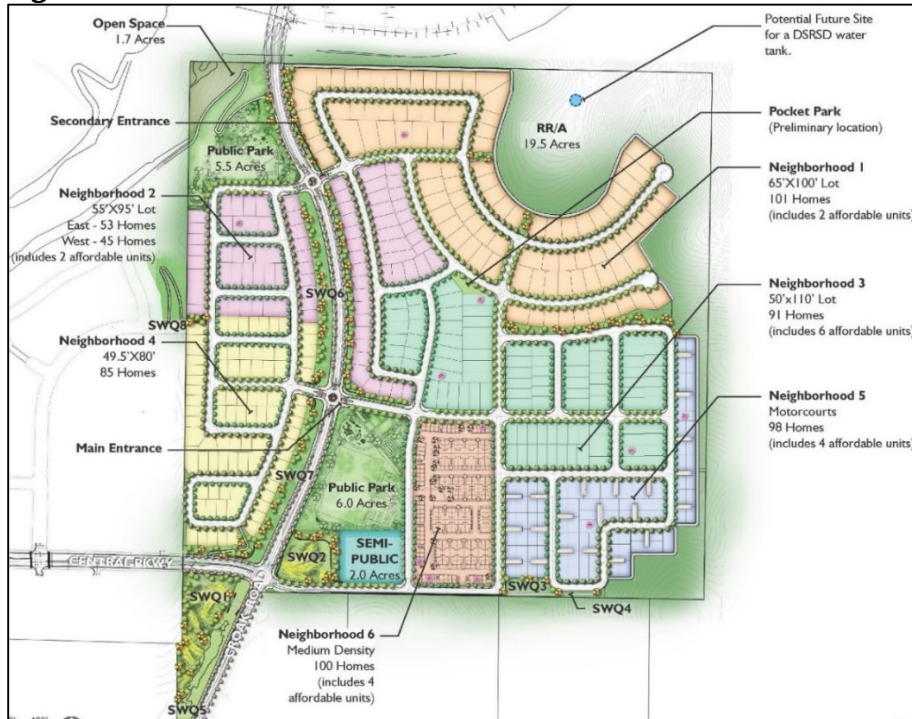 Open Space
1.7 Acres
Secondary Entrance
Public Park
5.5 Acres
Neighborhood 2
55'X95' Lot
East - 53 Homes
West - 45 Homes
(includes 2 affordable units)
SWQ6
SWQ8
Neighborhood 4
49.5'X80'
85 Homes
Main Entrance
SWQ7
Public Park
6.0 Acres
SEMI-
PUBLIC
2.0 Acres
SWQ2
CENTRAL PKWY
SWQ1
SWQ5
Neighborhood 6
Medium Density
100 Homes
(includes 4
affordable units)
SWQ3
SWQ4
Potential Future Site
for a DSRSD water
tank.
RR/A
19.5 Acres
Pocket Park
(Preliminary location)
Neighborhood 1
65'X100' Lot
101 Homes
(includes 2 affordable units)
Neighborhood 3
50'x110' Lot
91 Homes
(includes 6 affordable units)
Neighborhood 5
Motorcourts
98 Homes
(includes 4 affordable units)